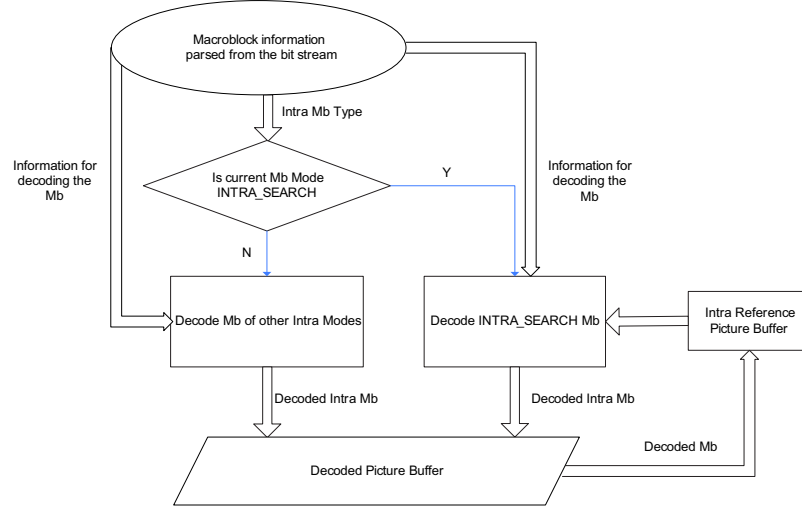 Macroblock information
parsed from the bit stream
Intra Mb Type
Information for
decoding the
Mb
Is current Mb Mode
INTRA_SEARCH
Y
Information for
decoding the
Mb
N
Decode Mb of other Intra Modes
Decode INTRA_SEARCH Mb
Intra Reference
Picture Buffer
Decoded Intra Mb
Decoded Intra Mb
Decoded Mb
Decoded Picture Buffer